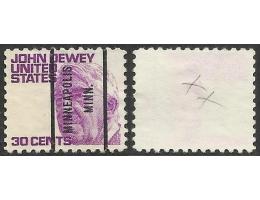 JOHN DEWEY
UNITED
STATES
MINNEAPOLIS
MINN.
30 CENTS